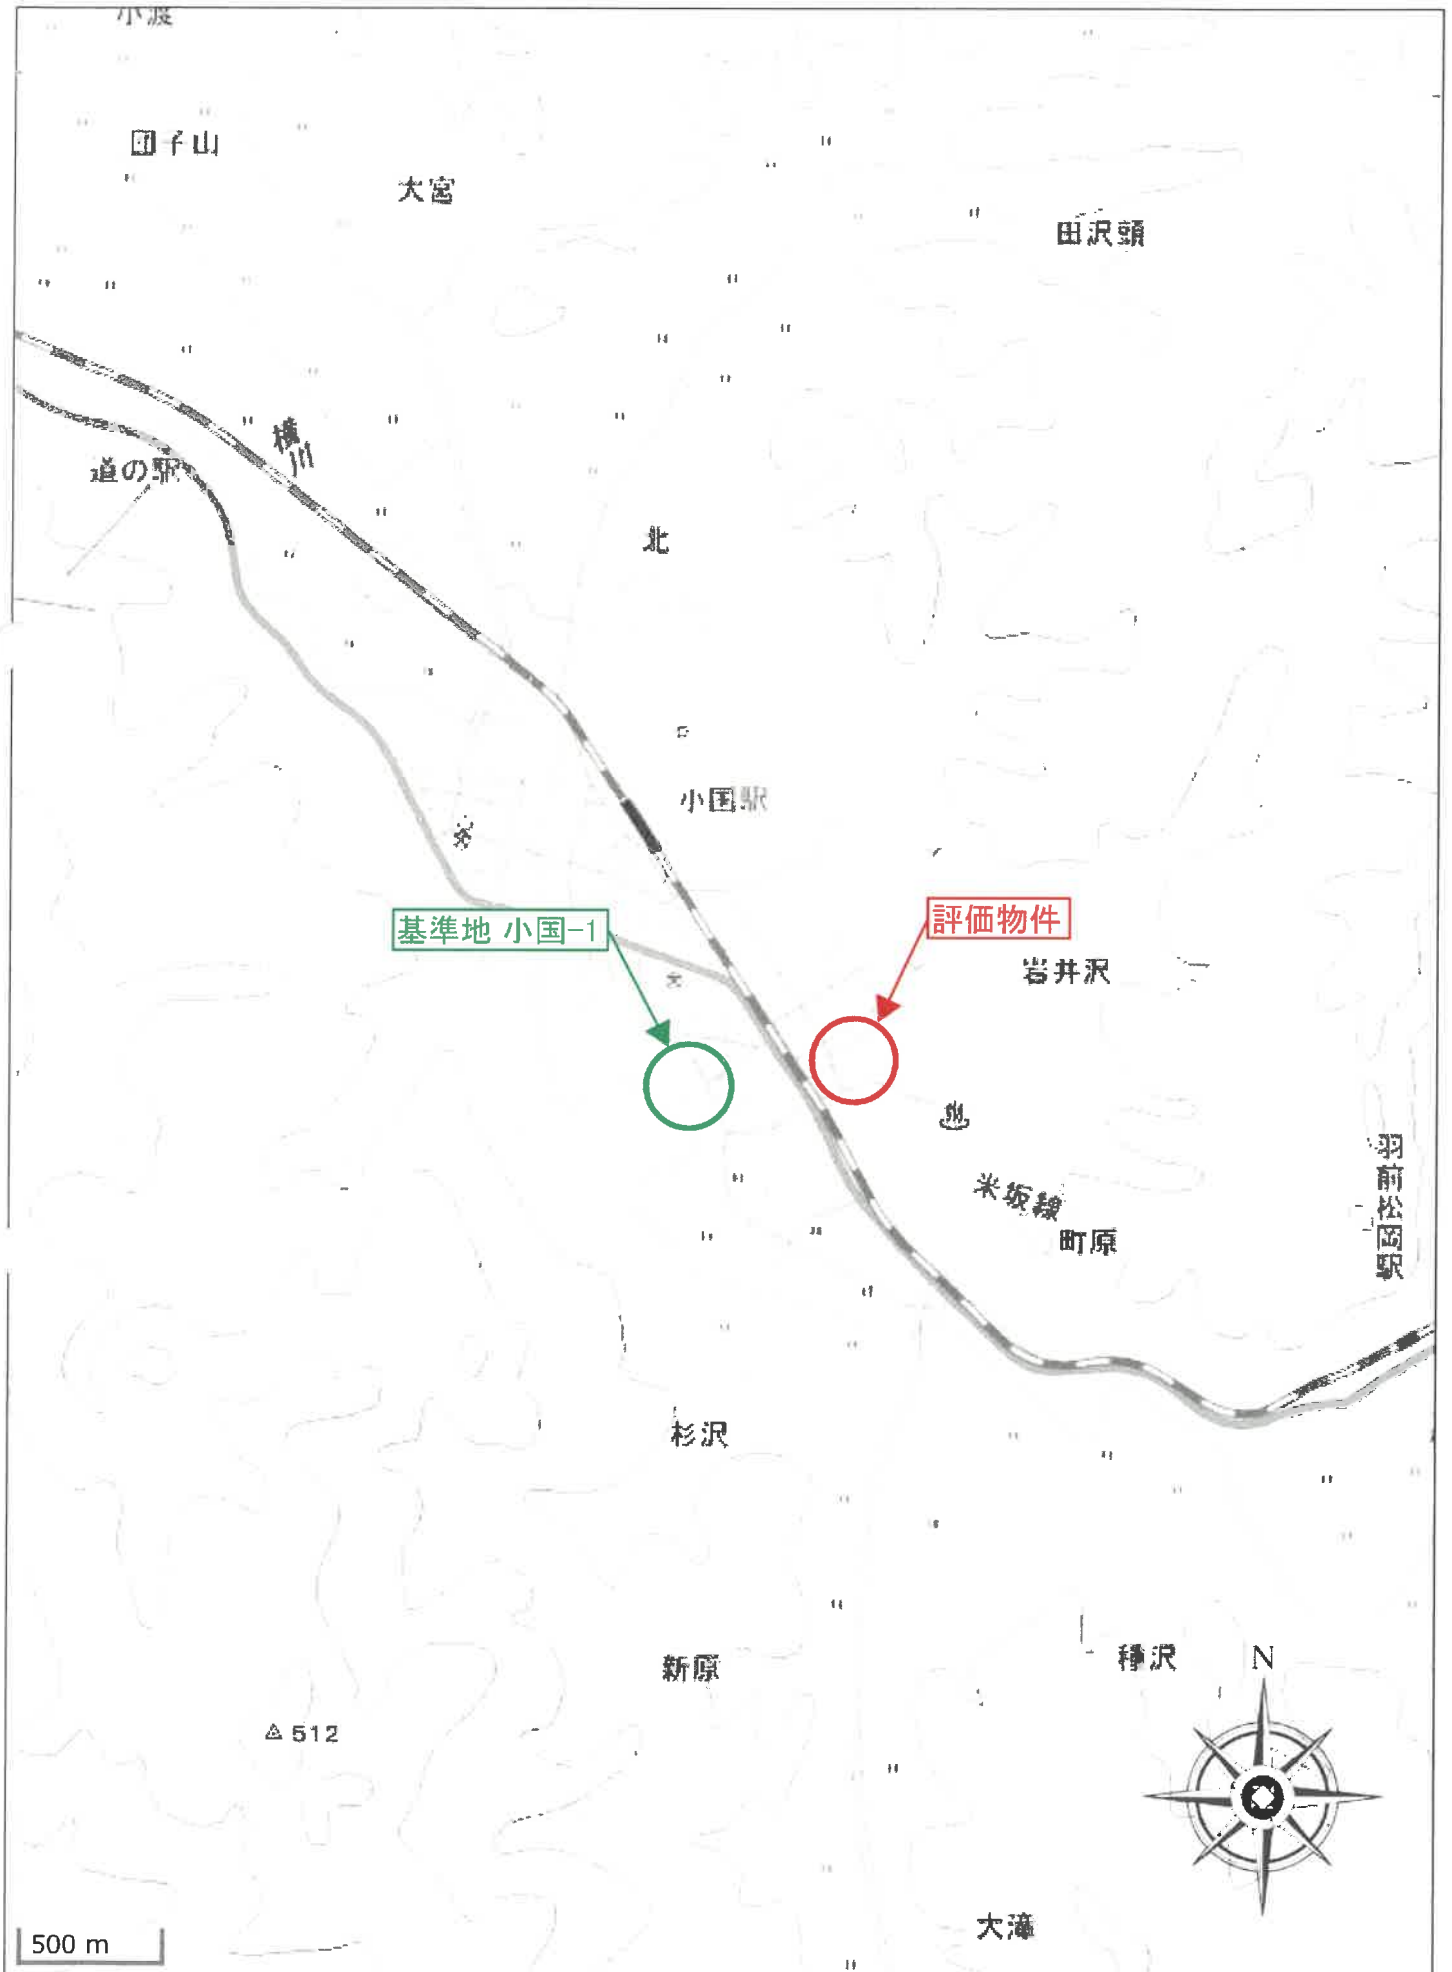 小渡
団子山
大宮
田沢頭
横川
道の駅
北
小国駅
基準地 小国-1
評価物件
岩井沢
米坂線
町原
羽前松岡駅
杉沢
新原
種沢
N
512
大滝
500 m